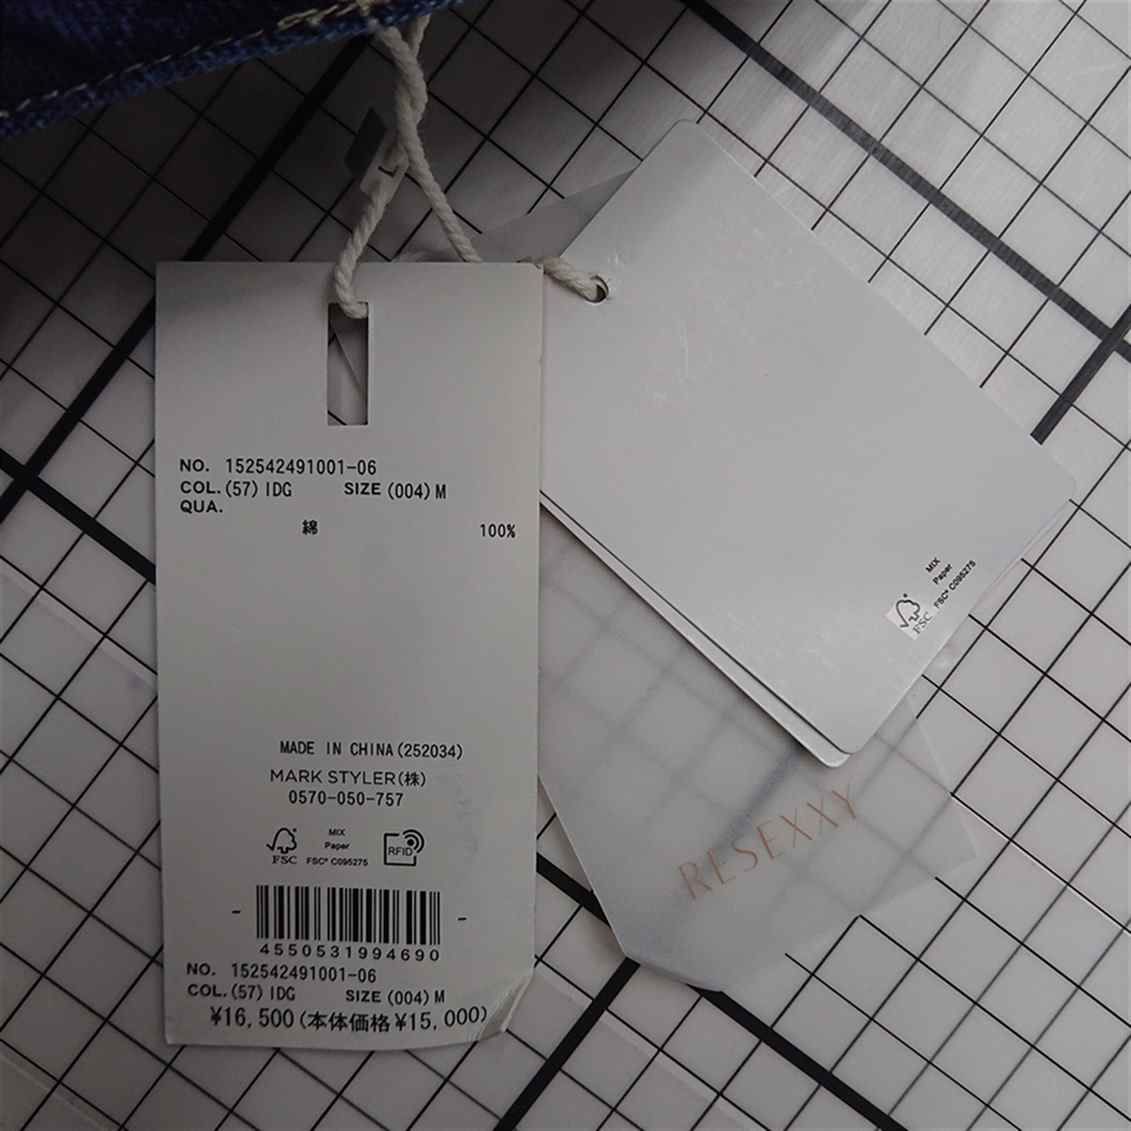 NO. 152542491001-06
COL. (57) IDG SIZE (004) M
QUA.
綿 100%
MADE IN CHINA (252034)
MARK STYLER(株)
0570-050-757
FSC
MIX
Paper
FSC® C095275
RFID
4550531994690
NO. 152542491001-06
COL. (57) IDG SIZE (004) M
¥16,500(本体価格¥15,000)
FSC
MIX
Paper
FSC® C095275
RESEXXY